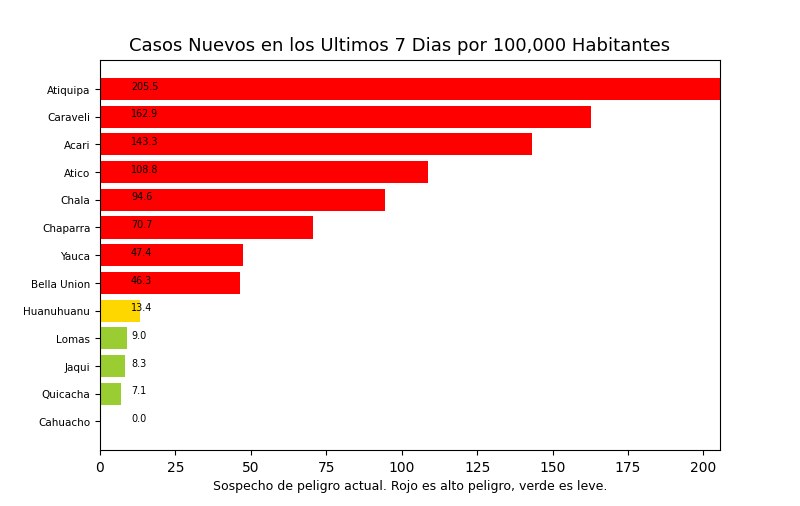 Casos Nuevos en los Ultimos 7 Dias por 100,000 Habitantes
Atiquipa 205.5
Caraveli 162.9
Acari 143.3
Atico 108.8
Chala 94.6
Chaparra 70.7
Yauca 47.4
Bella Union 46.3
Huanuhuanu 13.4
Lomas 9.0
Jaqui 8.3
Quicacha 7.1
Cahuacho 0.0
0 25 50 75 100 125 150 175 200
Sospecho de peligro actual. Rojo es alto peligro, verde es leve.